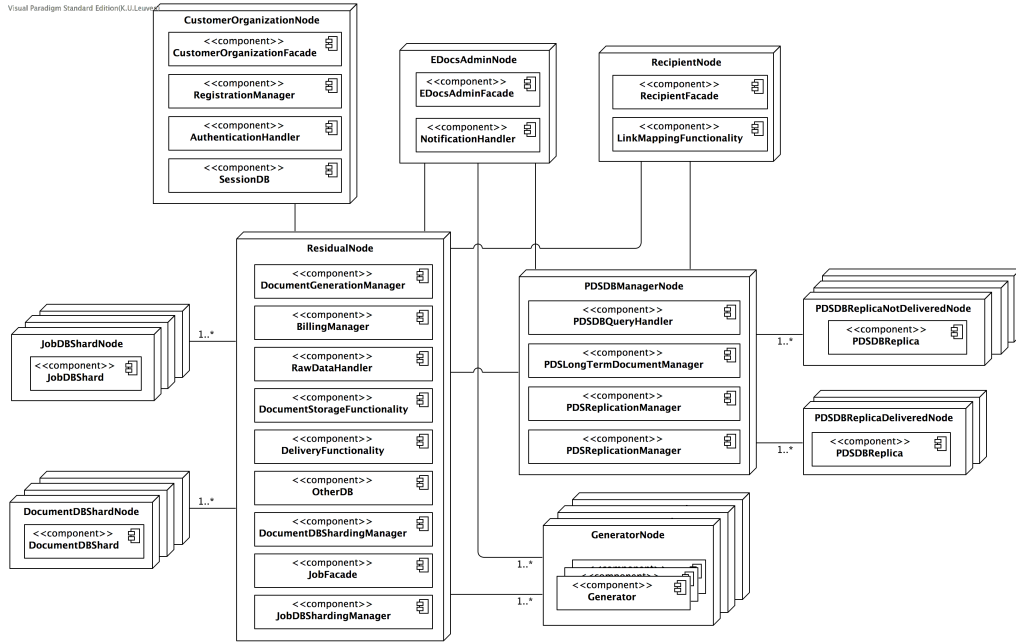 Visual Paradigm Standard Edition(K.U.Leuven
CustomerOrganizationNode
<<component>>
CustomerOrganizationFacade
<<component>>
RegistrationManager
<<component>>
AuthenticationHandler
<<component>>
SessionDB
EDocsAdminNode
<<component>>
EDocsAdminFacade
<<component>>
NotificationHandler
RecipientNode
<<component>>
RecipientFacade
<<component>>
LinkMappingFunctionality
ResidualNode
<<component>>
DocumentGenerationManager
<<component>>
BillingManager
<<component>>
RawDataHandler
<<component>>
DocumentStorageFunctionality
<<component>>
DeliveryFunctionality
<<component>>
OtherDB
<<component>>
DocumentDBShardingManager
<<component>>
JobFacade
<<component>>
JobDBShardingManager
JobDBShardNode
<<component>>
JobDBShard
1..*
DocumentDBShardNode
<<component>>
DocumentDBShard
1..*
PDSDBManagerNode
<<component>>
PDSDBQueryHandler
<<component>>
PDSLongTermDocumentManager
<<component>>
PDSReplicationManager
<<component>>
PDSReplicationManager
PDSDBReplicaNotDeliveredNode
<<component>>
PDSDBReplica
1..*
PDSDBReplicaDeliveredNode
<<component>>
PDSDBReplica
1..*
GeneratorNode
<<component>>
<<component>>
Generator
1..*
1..*